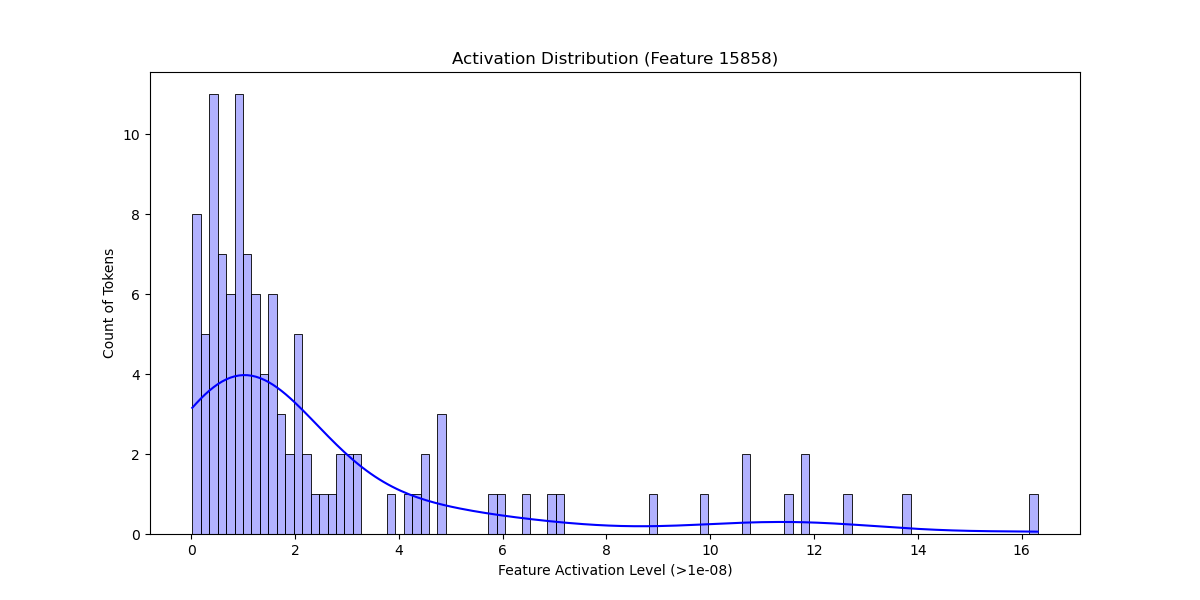 Activation Distribution (Feature 15858)
Count of Tokens
10
8
6
4
2
0
0 2 4 6 8 10 12 14 16
Feature Activation Level (>1e-08)